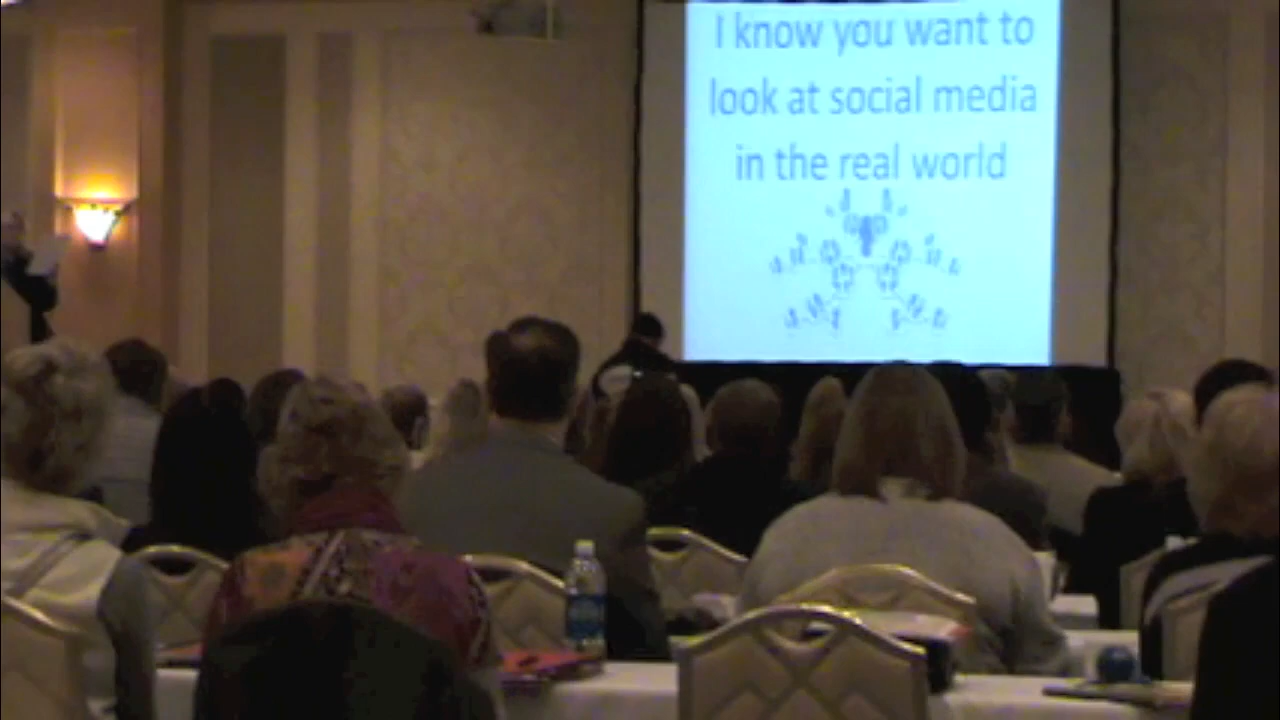 I know you want to
look at social media
in the real world